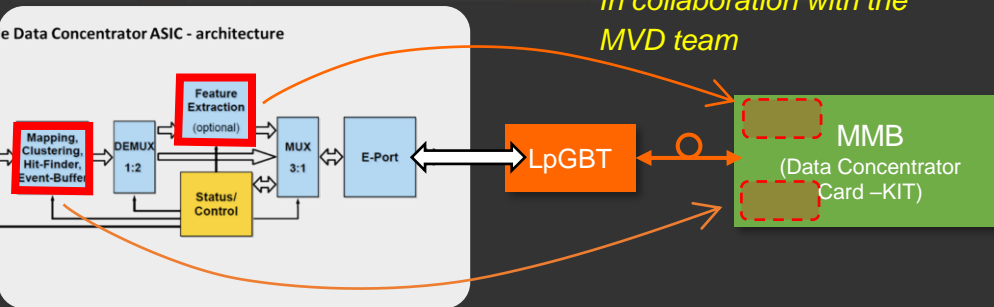 In collaboration with the
MVD team
e Data Concentrator ASIC - architecture
Feature
Extraction
(optional)
Mapping,
Clustering,
Hit-Finder,
Event-Buffer
DEMUX
1:2
MUX
3:1
E-Port
Status/
Control
LpGBT
MMB
(Data Concentrator
Card –KIT)